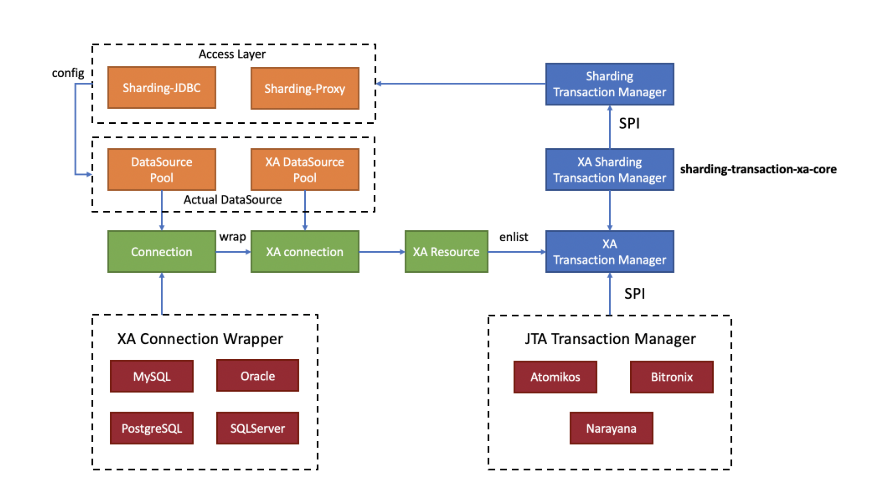 Access Layer
config
Sharding-JDBC
Sharding-Proxy
Sharding
Transaction Manager
SPI
DataSource
Pool
XA DataSource
Pool
Actual DataSource
XA Sharding
Transaction Manager
sharding-transaction-xa-core
Connection
wrap
XA connection
XA Resource
enlist
XA
Transaction Manager
SPI
XA Connection Wrapper
MySQL
Oracle
PostgreSQL
SQLServer
JTA Transaction Manager
Atomikos
Bitronix
Narayana